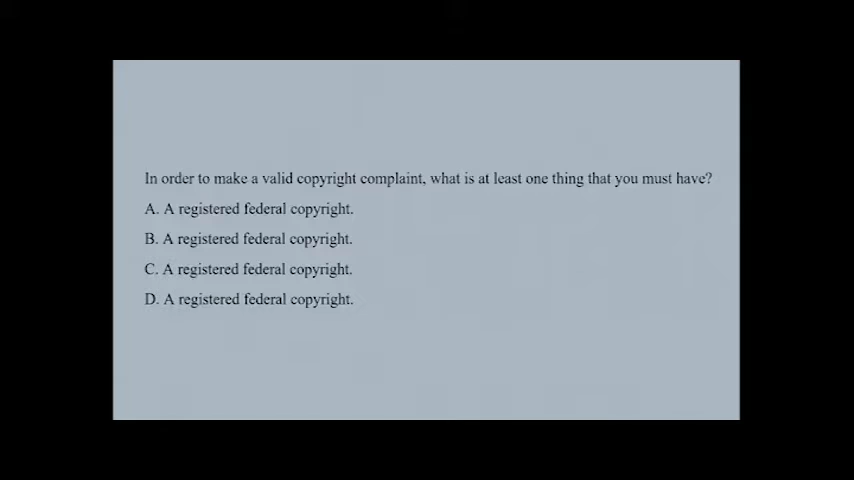 In order to make a valid copyright complaint, what is at least one thing that you must have?
A. A registered federal copyright.
B. A registered federal copyright.
C. A registered federal copyright.
D. A registered federal copyright.